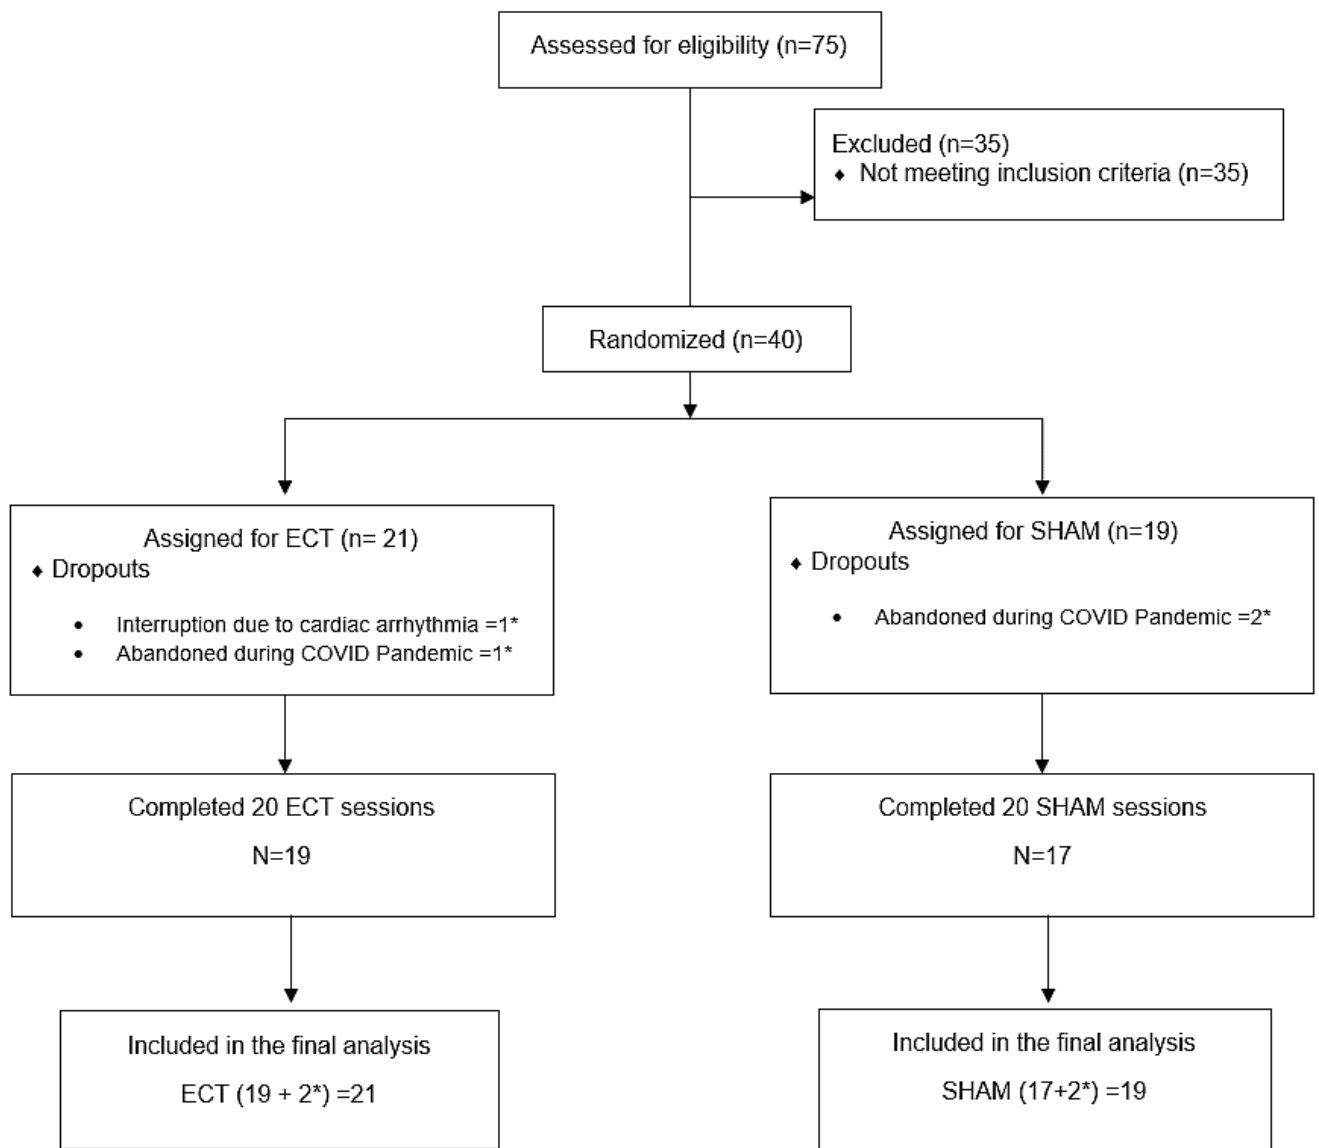 Assessed for eligibility (n=75)
Excluded (n=35)
♦ Not meeting inclusion criteria (n=35)
Randomized (n=40)
Assigned for ECT (n= 21)
♦ Dropouts
• Interruption due to cardiac arrhythmia =1*
• Abandoned during COVID Pandemic =1*
Assigned for SHAM (n=19)
♦ Dropouts
• Abandoned during COVID Pandemic =2*
Completed 20 ECT sessions
N=19
Completed 20 SHAM sessions
N=17
Included in the final analysis
ECT (19 + 2*) =21
Included in the final analysis
SHAM (17+2*) =19